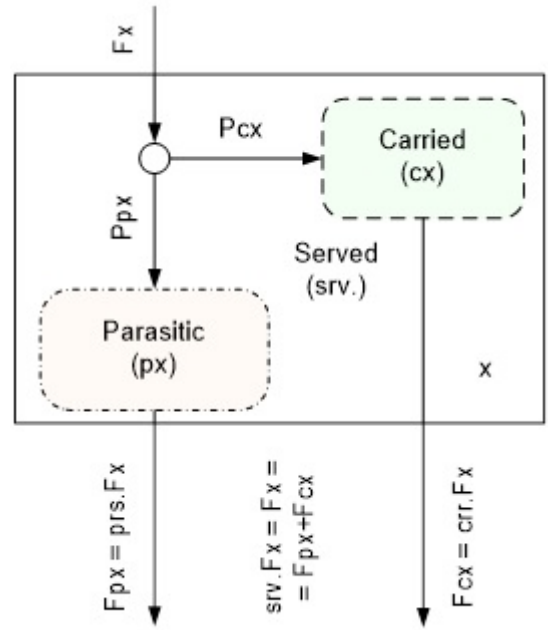 Fx
Pcx
Carried
(cx)
Ppx
Served
(srv.)
Parasitic
(px)
x
Fpx = prs.Fx
srv.Fx = Fx =
= Fpx+Fcx
Fcx = crr.Fx